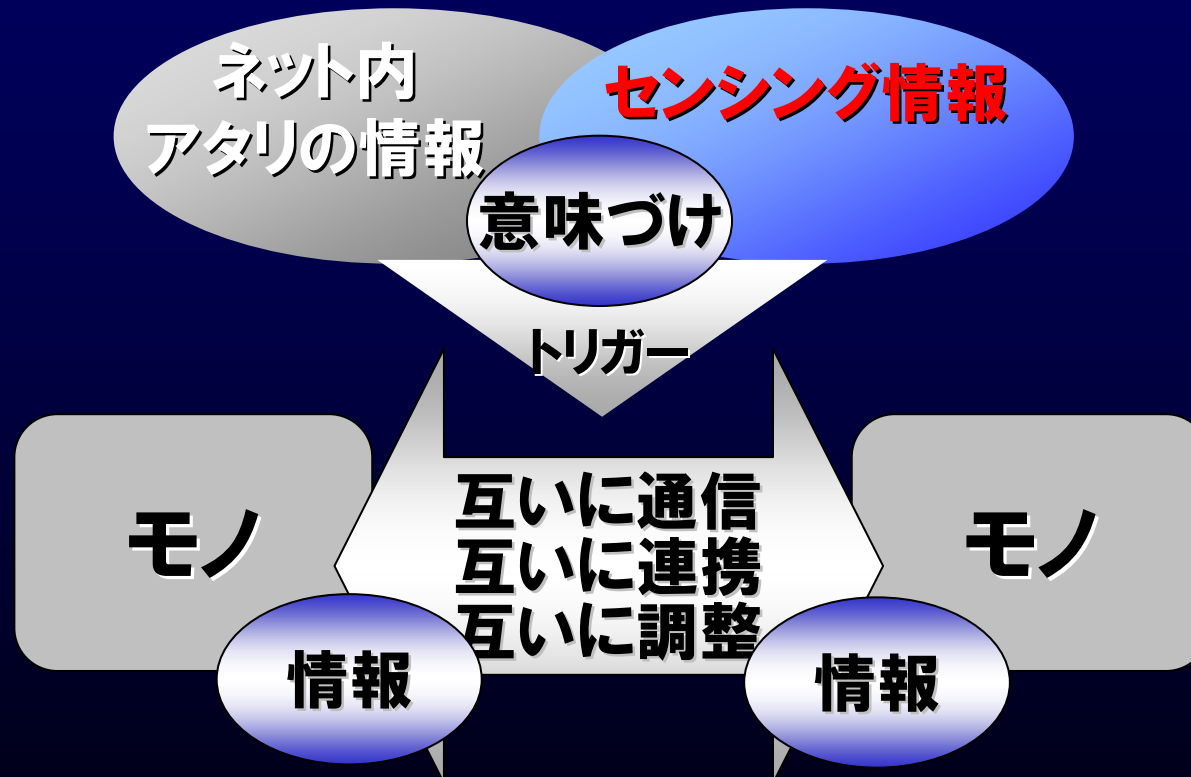 ネット内
アタリの情報
センシング情報
意味づけ
トリガー
モノ
互いに通信
互いに連携
互いに調整
モノ
情報
情報